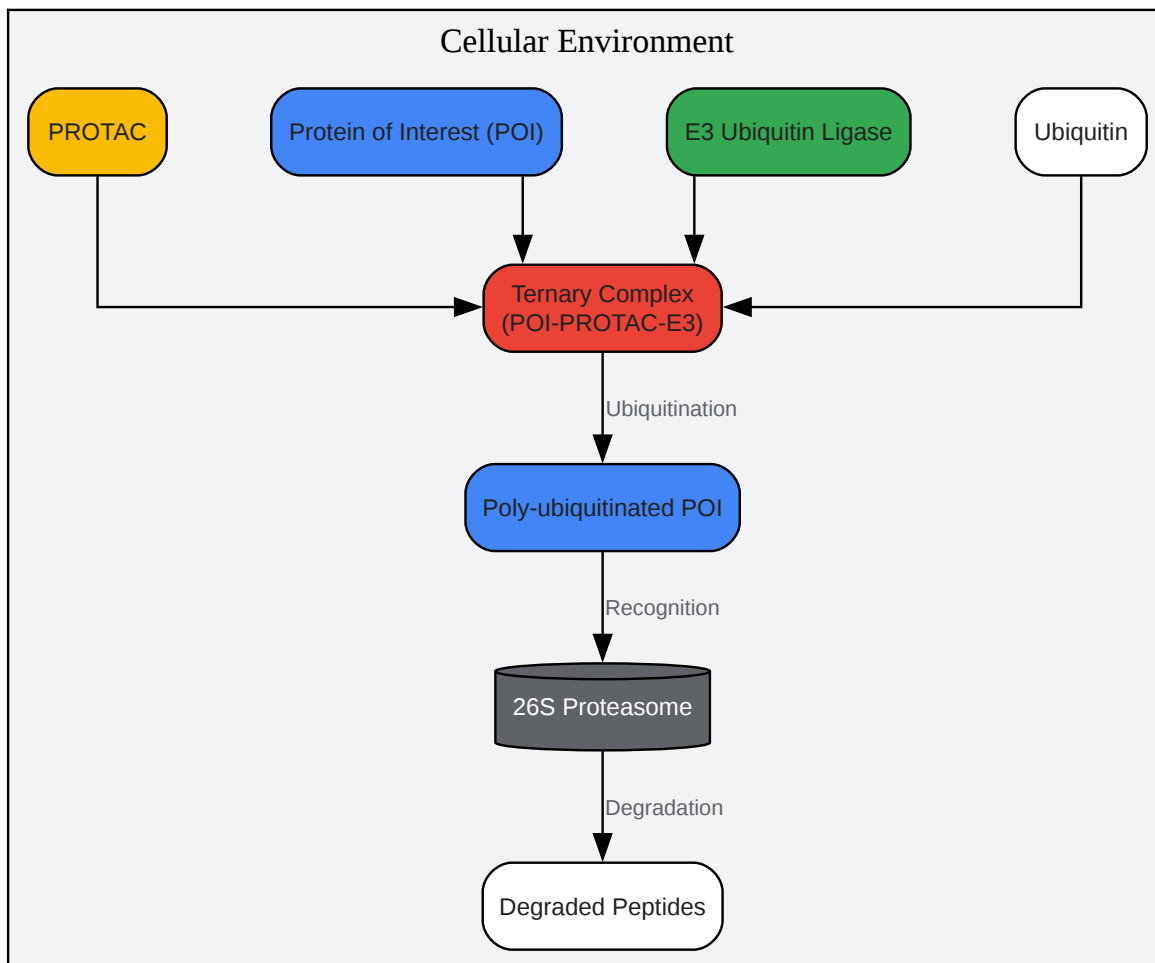 Cellular Environment
PROTAC
Protein of Interest (POI)
E3 Ubiquitin Ligase
Ubiquitin
Ternary Complex
(POI-PROTAC-E3)
Ubiquitination
Poly-ubiquitinated POI
Recognition
26S Proteasome
Degradation
Degraded Peptides